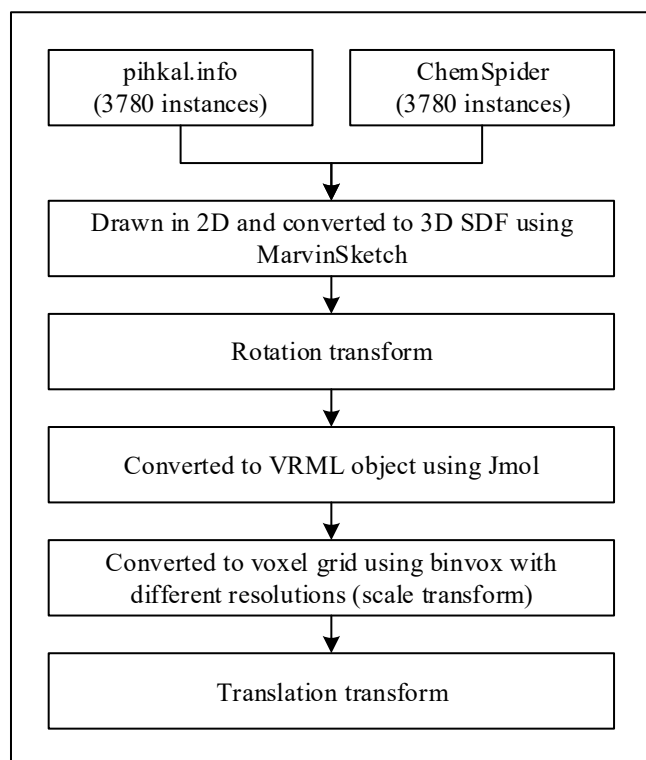 pihkal.info
(3780 instances)
ChemSpider
(3780 instances)
Drawn in 2D and converted to 3D SDF using
MarvinSketch
Rotation transform
Converted to VRML object using Jmol
Converted to voxel grid using binvox with
different resolutions (scale transform)
Translation transform